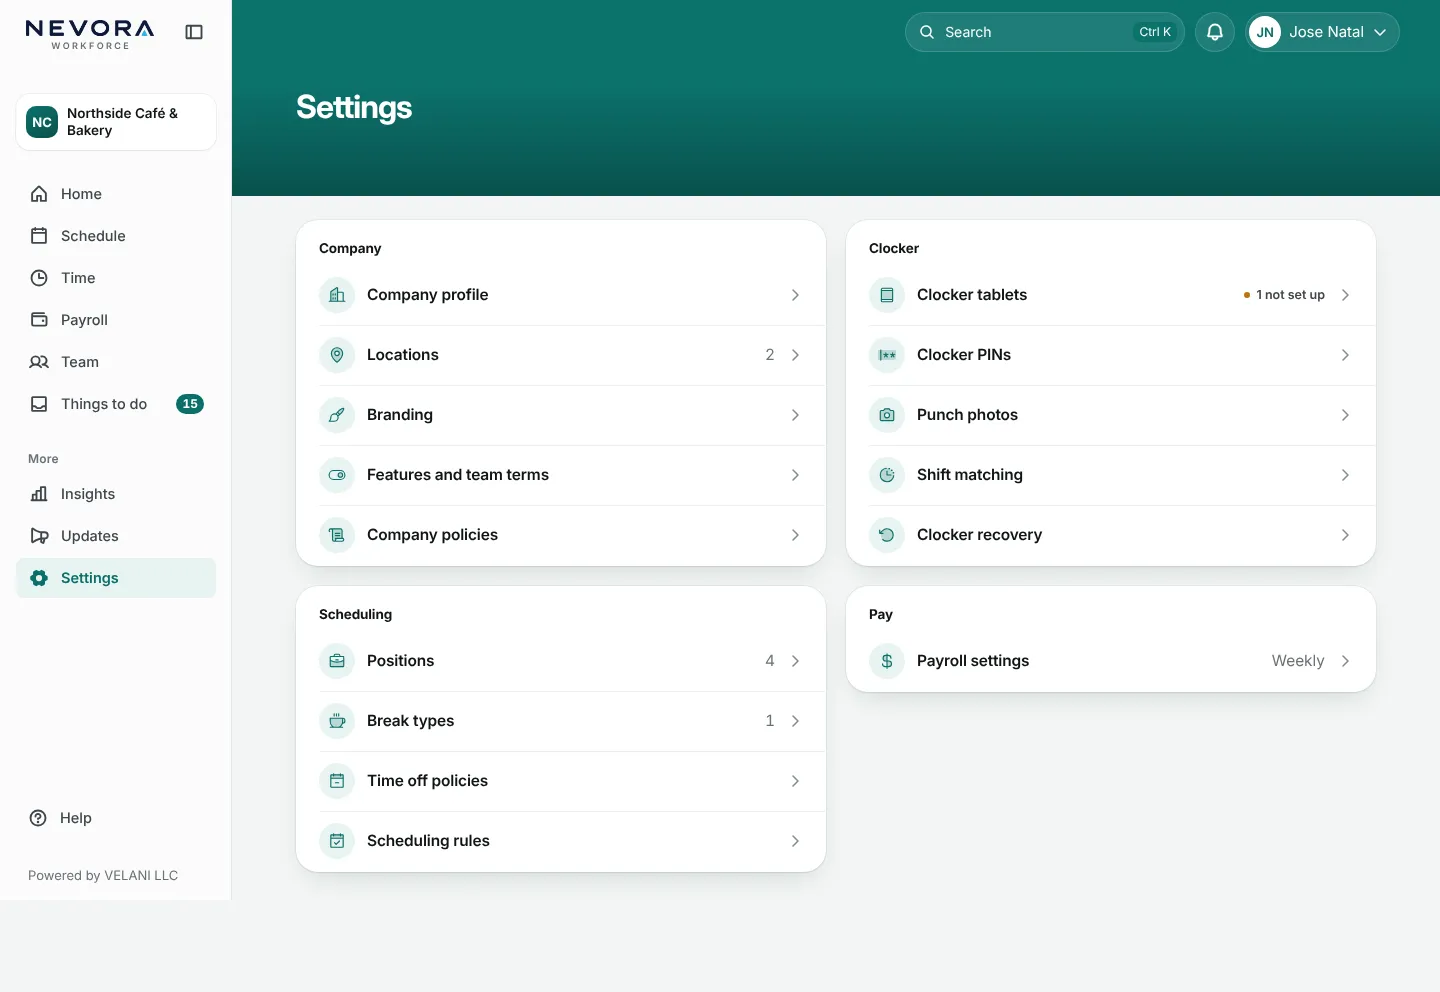 NEVORA
WORKFORCE
Search
Ctrl K
JN
Jose Natal
Settings
NC
Northside Café &
Bakery
Home
Schedule
Time
Payroll
Team
Things to do
15
More
Insights
Updates
Settings
Help
Powered by VELANI LLC
Company
Company profile
Locations
2
Branding
Features and team terms
Company policies
Clocker
Clocker tablets
1 not set up
Clocker PINs
Punch photos
Shift matching
Clocker recovery
Scheduling
Positions
4
Break types
1
Time off policies
Scheduling rules
Pay
Payroll settings
Weekly